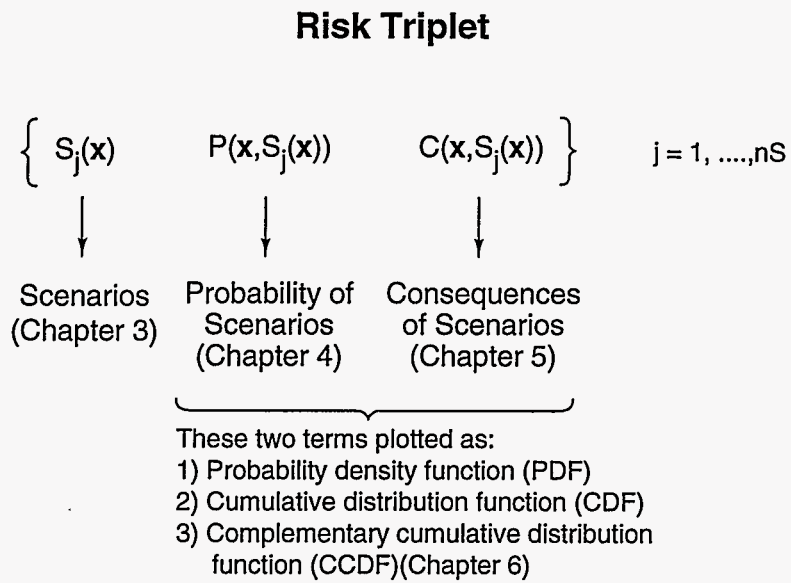 Risk Triplet
{ Sj(x) P(x,Sj(x)) C(x,Sj(x)) } j = 1, ....,nS
Scenarios
(Chapter 3)
Probability of
Scenarios
(Chapter 4)
Consequences
of Scenarios
(Chapter 5)
These two terms plotted as:
1) Probability density function (PDF)
2) Cumulative distribution function (CDF)
3) Complementary cumulative distribution
function (CCDF)(Chapter 6)